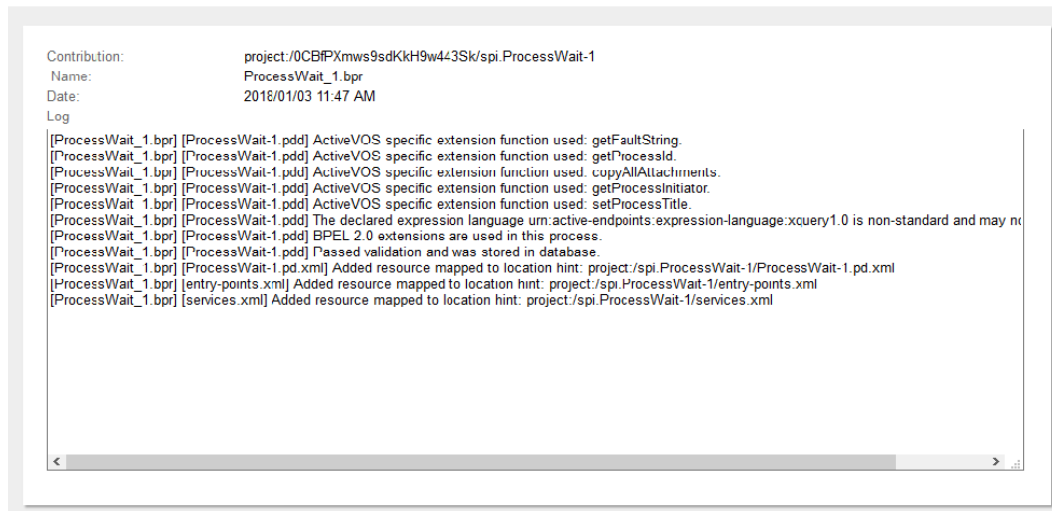 Contribution: project:/0CBfPXmws9sdKkH9w443Sk/spi.ProcessWait-1
Name: ProcessWait_1.bpr
Date: 2018/01/03 11:47 AM
Log
[ProcessWait_1.bpr] [ProcessWait-1.pdd] ActiveVOS specific extension function used: getFaultString.
[ProcessWait_1.bpr] [ProcessWait-1.pdd] ActiveVOS specific extension function used: getProcessId.
[ProcessWait_1.bpr] [ProcessWait-1.pdd] ActiveVOS specific extension function used: copyAllAttachments.
[ProcessWait_1.bpr] [ProcessWait-1.pdd] ActiveVOS specific extension function used: getProcessInitiator.
[ProcessWait_1.bpr] [ProcessWait-1.pdd] ActiveVOS specific extension function used: setProcessTitle.
[ProcessWait_1.bpr] [ProcessWait-1.pdd] The declared expression language urn:active-endpoints:expression-language:xquery1.0 is non-standard and may
[ProcessWait_1.bpr] [ProcessWait-1.pdd] BPEL 2.0 extensions are used in this process.
[ProcessWait_1.bpr] [ProcessWait-1.pdd] Passed validation and was stored in database.
[ProcessWait_1.bpr] [ProcessWait-1.pd.xml] Added resource mapped to location hint: project:/spi.ProcessWait-1/ProcessWait-1.pd.xml
[ProcessWait_1.bpr] [entry-points.xml] Added resource mapped to location hint: project:/spi.ProcessWait-1/entry-points.xml
[ProcessWait_1.bpr] [services.xml] Added resource mapped to location hint: project:/spi.ProcessWait-1/services.xml